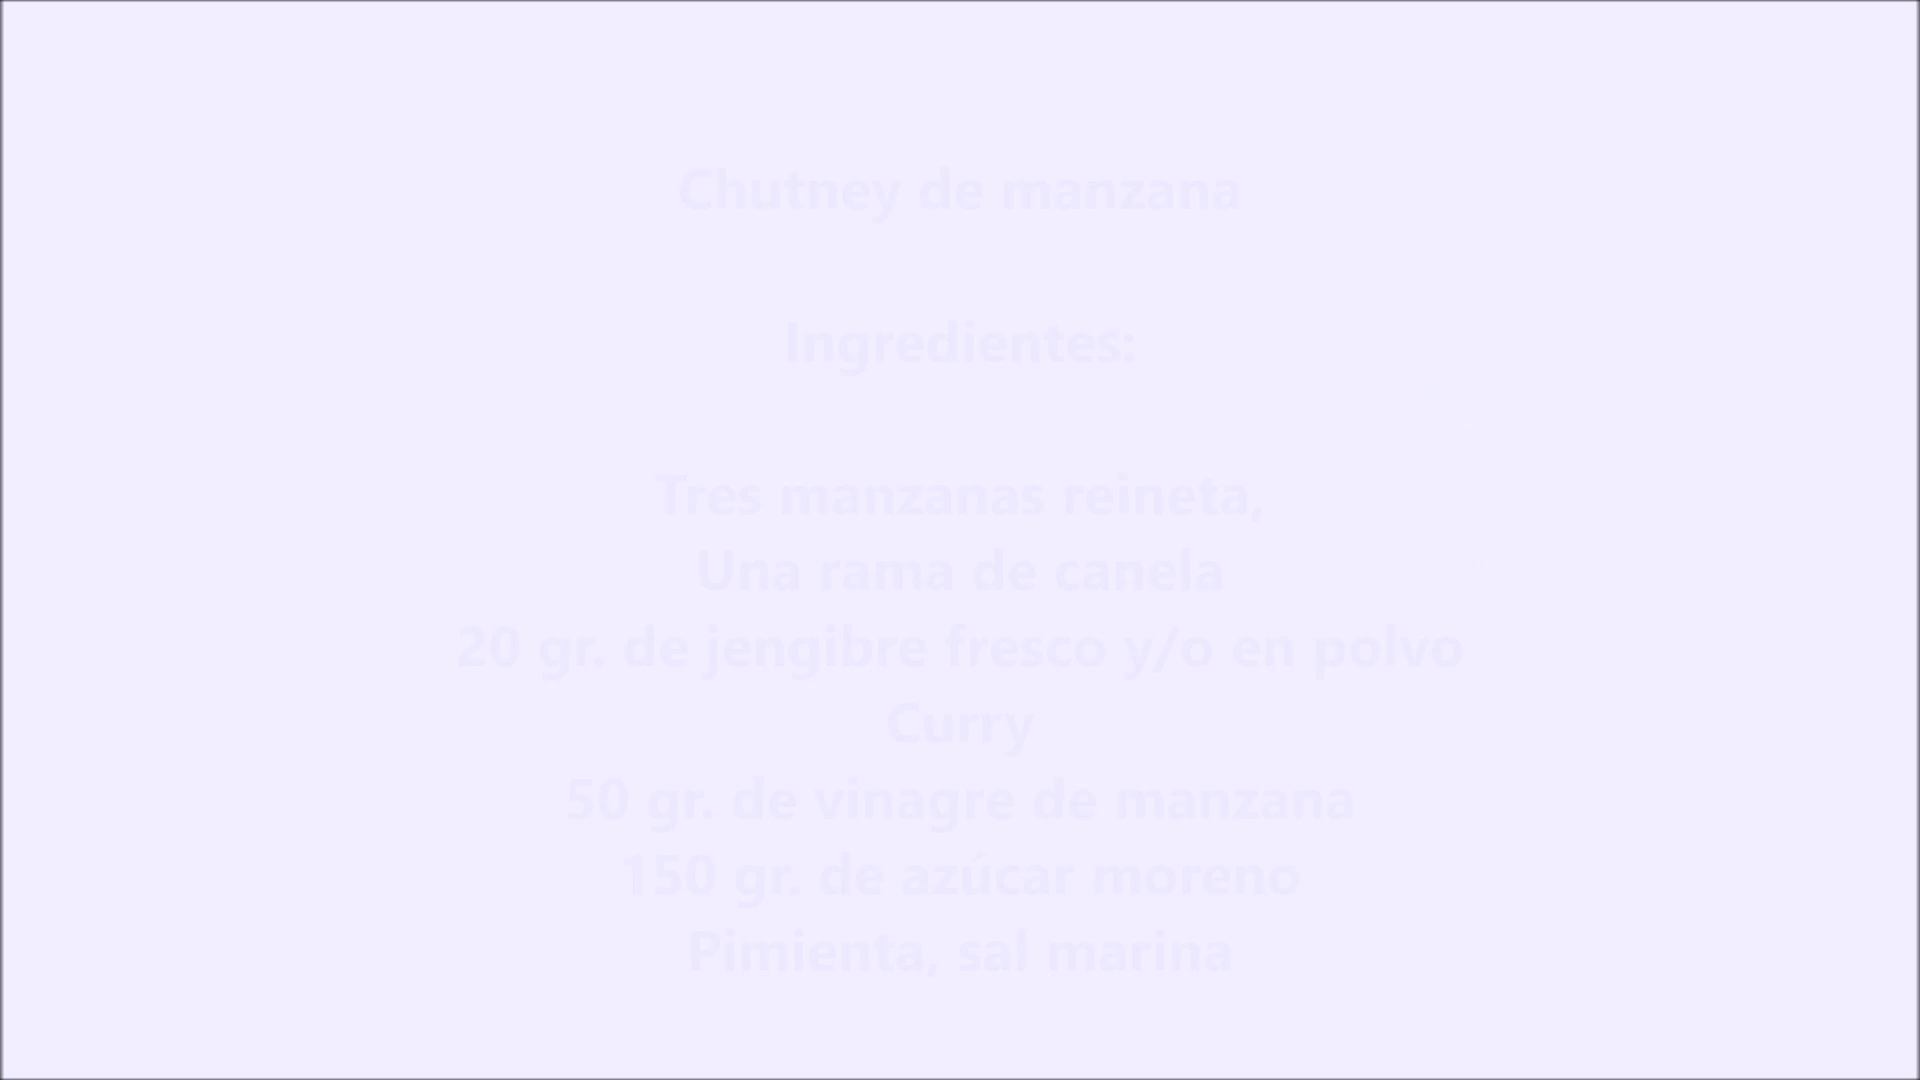 Chutney de manzana
Ingredientes:
Tres manzanas reineta,
Una rama de canela
20 gr. de jengibre fresco y/o en polvo
Curry
50 gr. de vinagre de manzana
150 gr. de azúcar moreno
Pimienta, sal marina